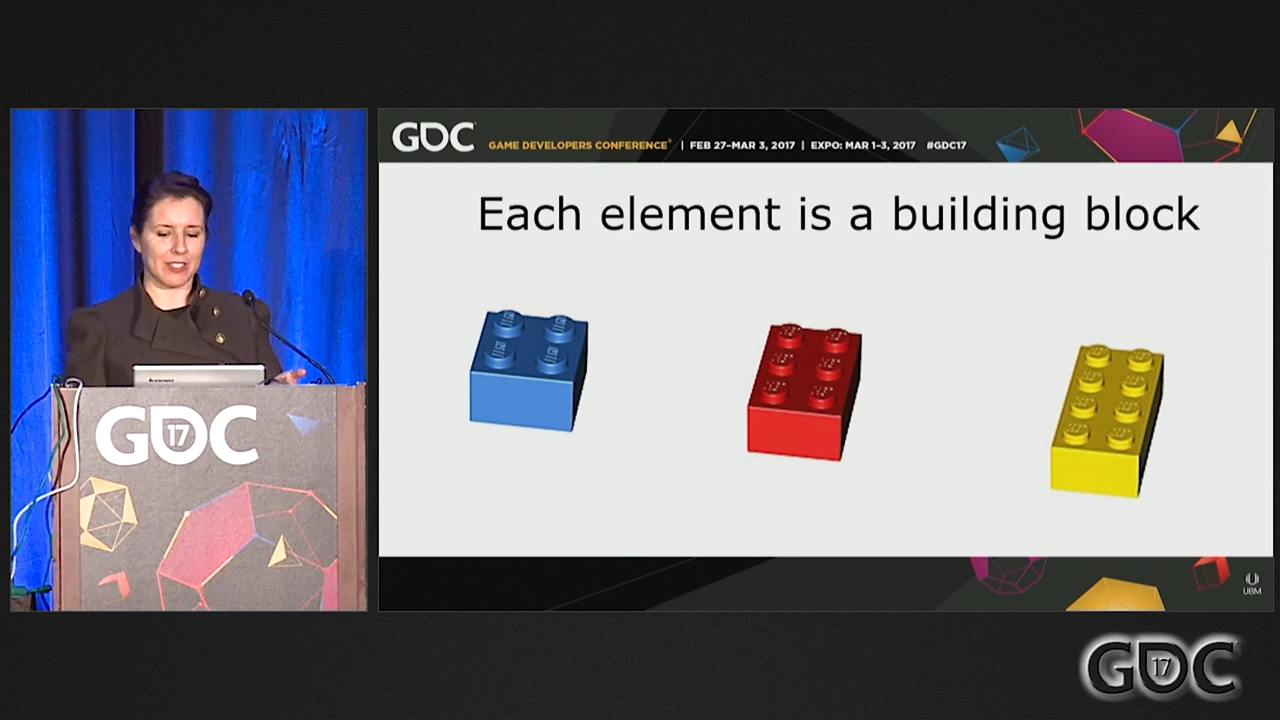 GDC
GAME DEVELOPERS CONFERENCE® | FEB 27–MAR 3, 2017 | EXPO: MAR 1–3, 2017 #GDC17
Each element is a building block
GDC
17
UBM
GDC
17